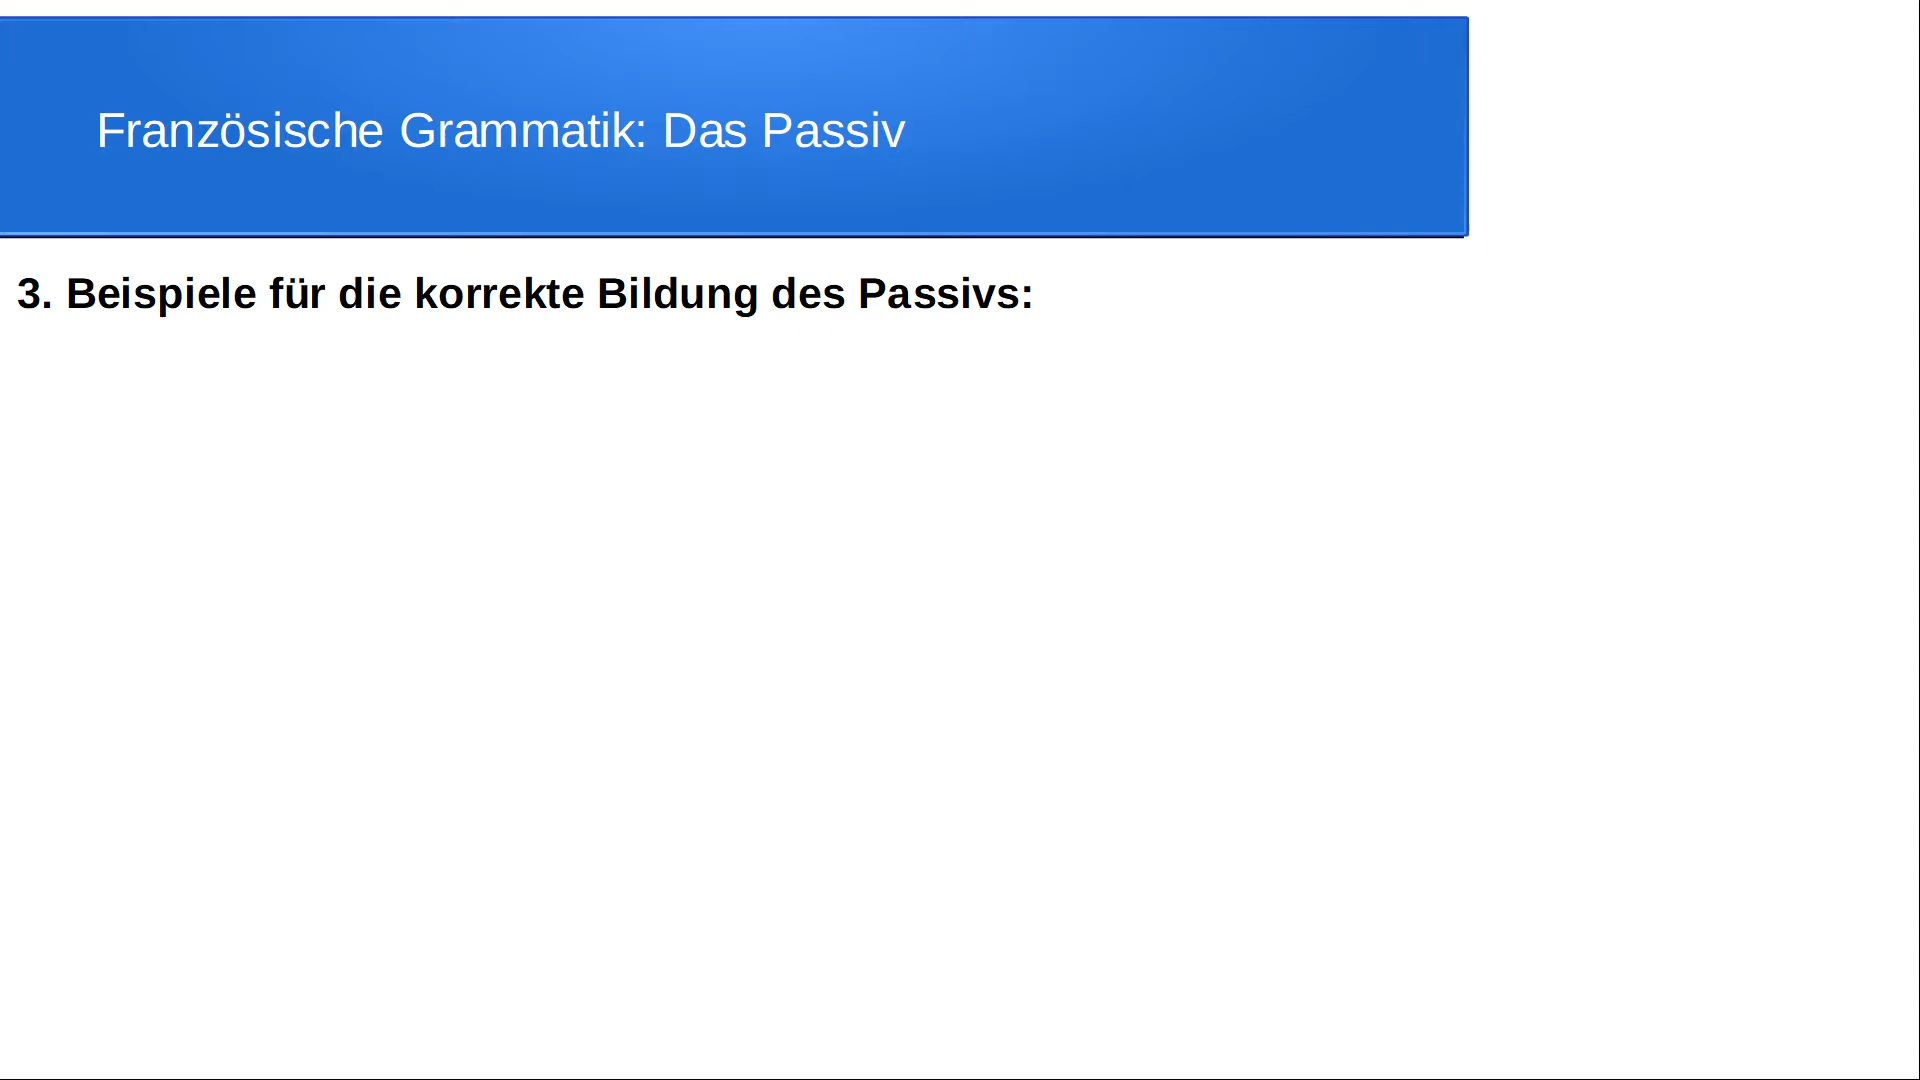 Französische Grammatik: Das Passiv
3. Beispiele für die korrekte Bildung des Passivs: